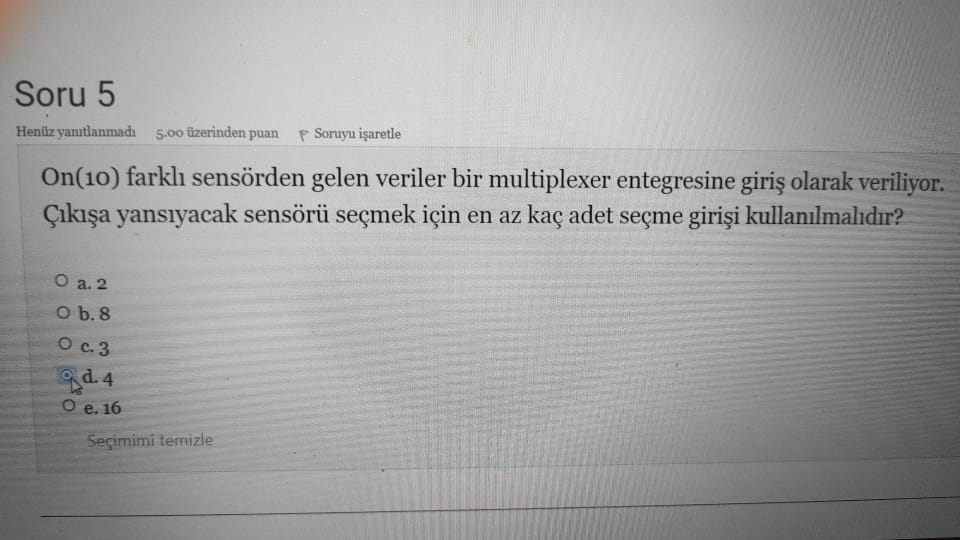 Soru 5
Henüz yanıtlanmadı 5.00 üzerinden puan Soruyu işaretle
On(10) farklı sensörden gelen veriler bir multiplexer entegresine giriş olarak veriliyor.
Çıkışa yansıyacak sensörü seçmek için en az kaç adet seçme girişi kullanılmalıdır?
a. 2
b. 8
c. 3
d. 4
e. 16
Seçimimi temizle